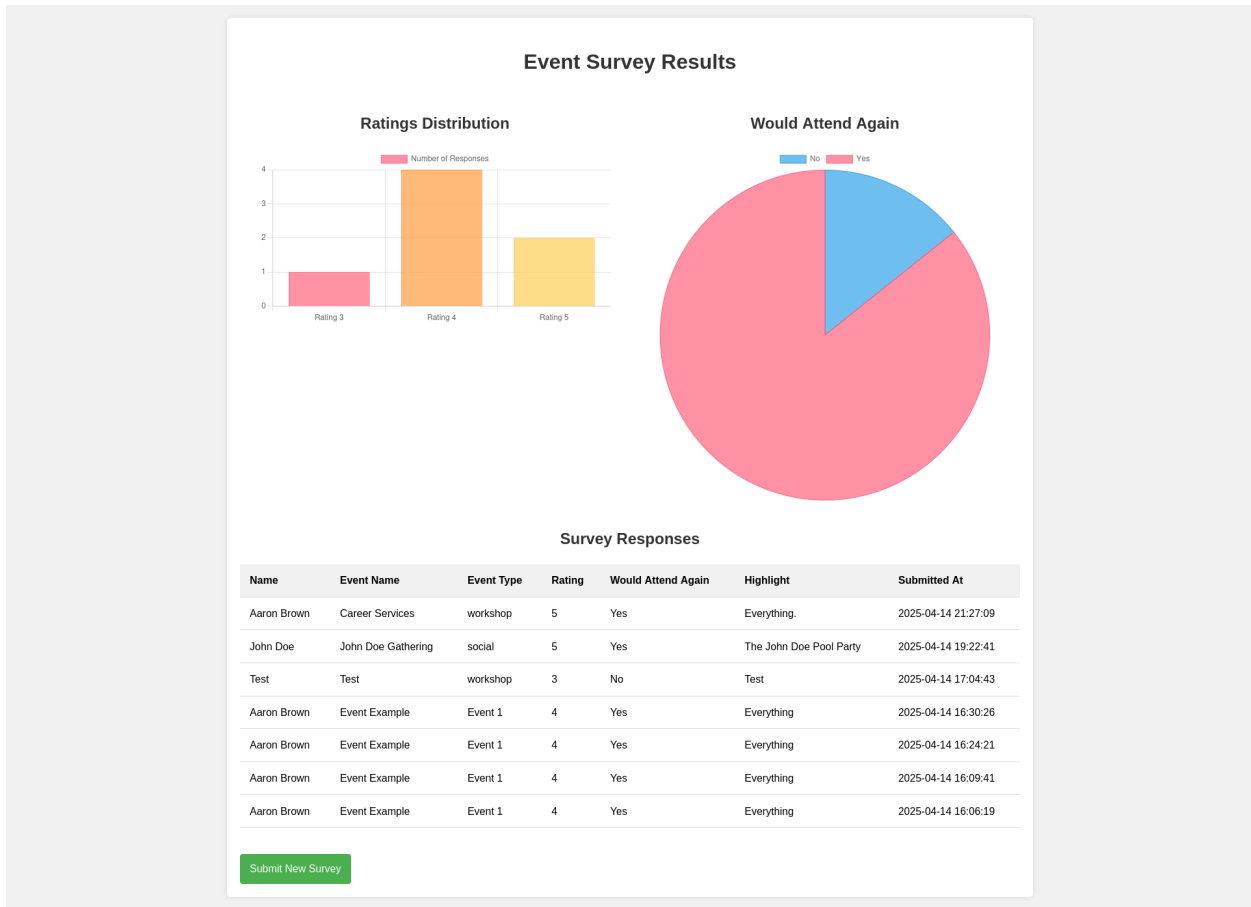 Event Survey Results
Ratings Distribution
Number of Responses
4
3
2
1
0
Rating 3 Rating 4 Rating 5
Would Attend Again
No Yes
Survey Responses
Name Event Name Event Type Rating Would Attend Again Highlight Submitted At
Aaron Brown Career Services workshop 5 Yes Everything. 2025-04-14 21:27:09
John Doe John Doe Gathering social 5 Yes The John Doe Pool Party 2025-04-14 19:22:41
Test Test workshop 3 No Test 2025-04-14 17:04:43
Aaron Brown Event Example Event 1 4 Yes Everything 2025-04-14 16:30:26
Aaron Brown Event Example Event 1 4 Yes Everything 2025-04-14 16:24:21
Aaron Brown Event Example Event 1 4 Yes Everything 2025-04-14 16:09:41
Aaron Brown Event Example Event 1 4 Yes Everything 2025-04-14 16:06:19
Submit New Survey